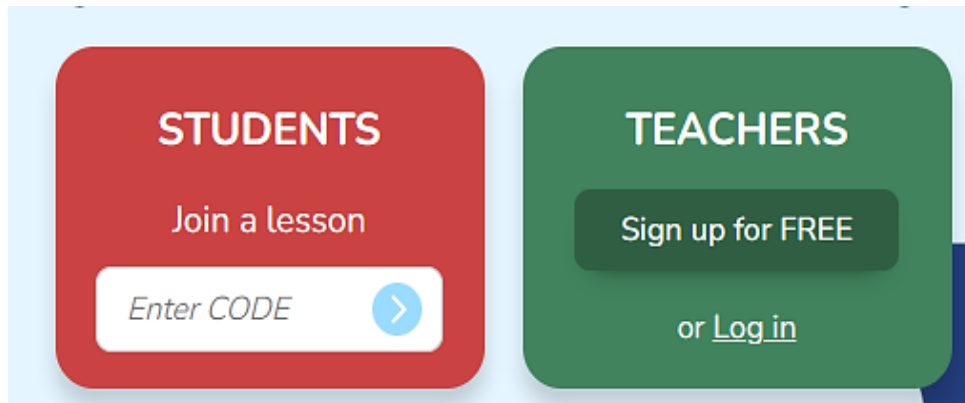 STUDENTS
Join a lesson
Enter CODE
TEACHERS
Sign up for FREE
or Log in